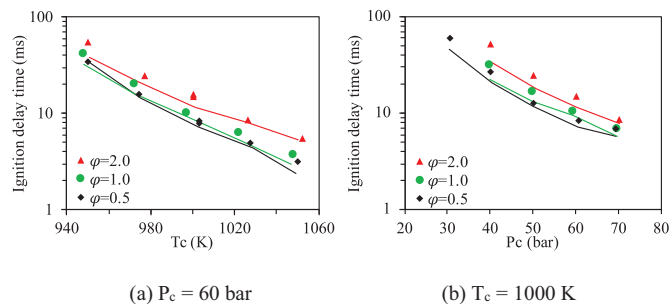 100
10
1
Ignition delay time (ms)
φ=2.0
φ=1.0
φ=0.5
940 980 1020 1060
Tc (K)
(a) Pc = 60 bar
100
10
1
Ignition delay time (ms)
φ=2.0
φ=1.0
φ=0.5
20 30 40 50 60 70 80
Pc (bar)
(b) Tc = 1000 K